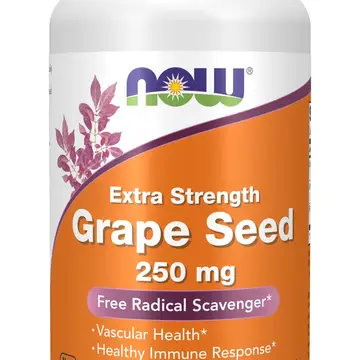 NOW®
Extra Strength
Grape Seed
250 mg
Free Radical Scavenger*
•Vascular Health*
•Healthy Immune Response*